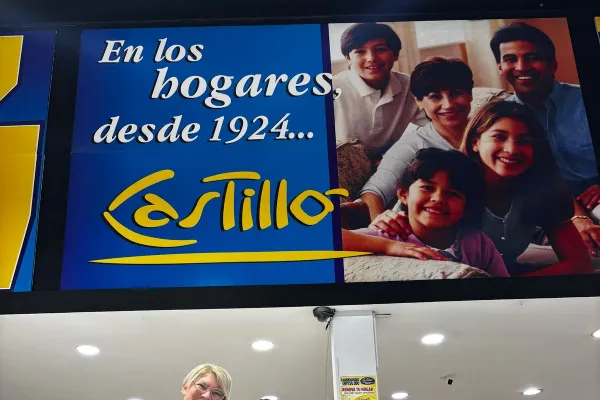 En los
hogares,
desde 1924...
Castillo